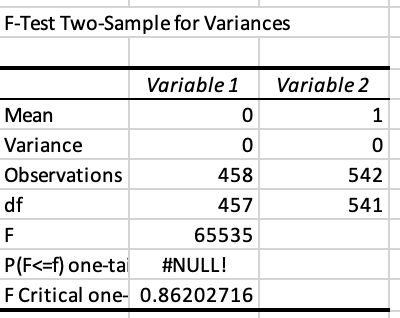 F-Test Two-Sample for Variances
Variable 1 Variable 2
Mean 0 1
Variance 0 0
Observations 458 542
df 457 541
F 65535
P(F<=f) one-tai #NULL!
F Critical one- 0.86202716